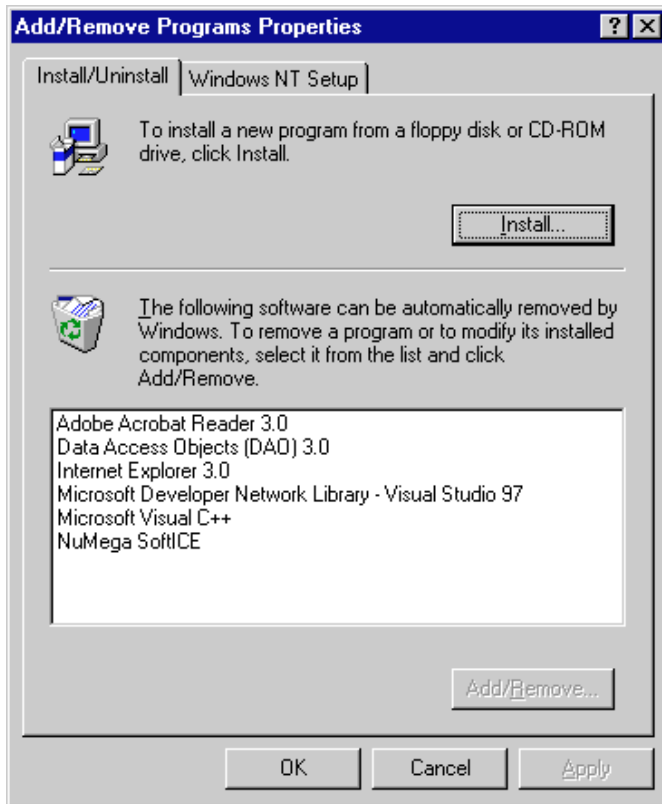 Add/Remove Programs Properties
Install/Uninstall
Windows NT Setup
To install a new program from a floppy disk or CD-ROM
drive, click Install.
Install...
The following software can be automatically removed by
Windows. To remove a program or to modify its installed
components, select it from the list and click
Add/Remove.
Adobe Acrobat Reader 3.0
Data Access Objects (DAO) 3.0
Internet Explorer 3.0
Microsoft Developer Network Library - Visual Studio 97
Microsoft Visual C++
NuMega SoftICE
Add/Remove...
OK
Cancel
Apply